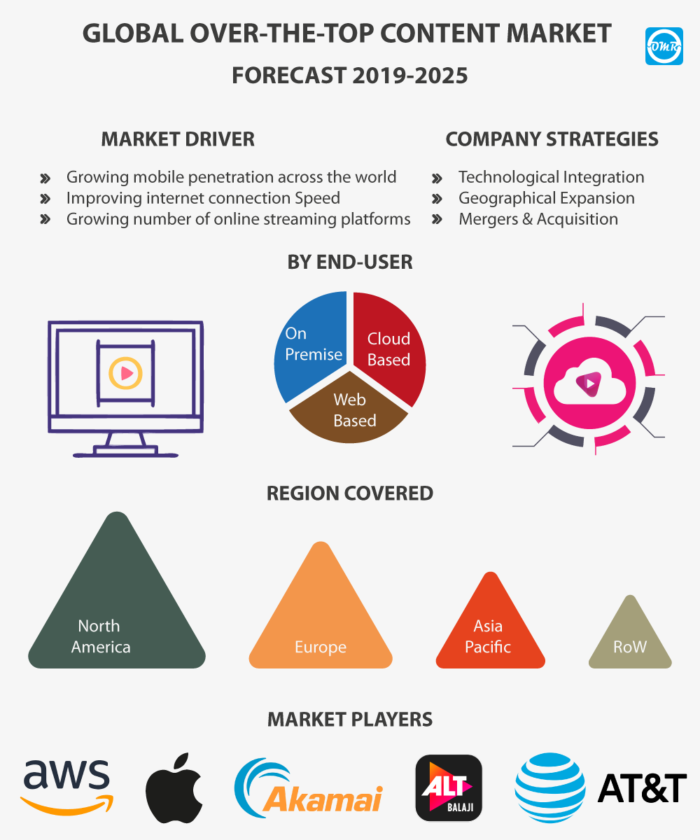 GLOBAL OVER-THE-TOP CONTENT MARKET
FORECAST 2019-2025
OMR
MARKET DRIVER
Growing mobile penetration across the world
Improving internet connection Speed
Growing number of online streaming platforms
COMPANY STRATEGIES
Technological Integration
Geographical Expansion
Mergers & Acquisition
BY END-USER
On
Premise
Cloud
Based
Web
Based
REGION COVERED
North
America
Europe
Asia
Pacific
RoW
MARKET PLAYERS
aws
Akamai
ALT
BALAJI
AT&T